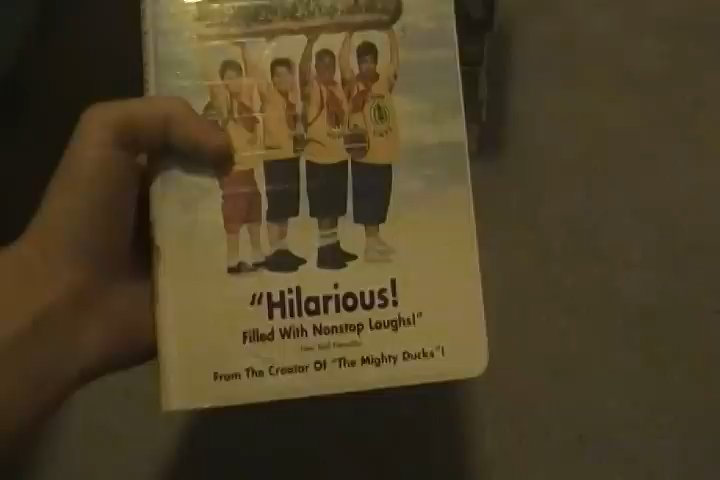 "Hilarious!
Filled With Nonstop Laughs!"
From The Creator Of "The Mighty Ducks"!